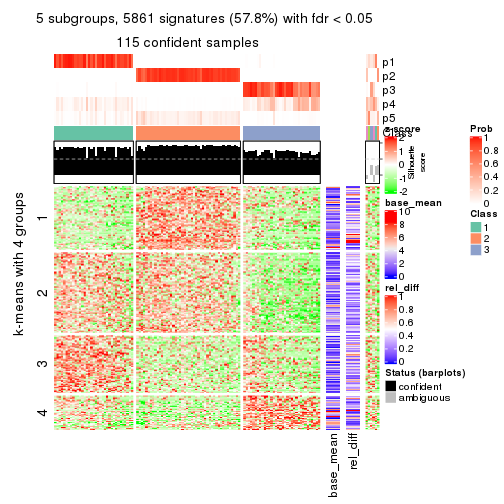 5 subgroups, 5861 signatures (57.8%) with fdr < 0.05
115 confident samples
p1
p2
p3
p4
p5
Class
Silhouette
score
k-means with 4 groups
1
2
3
4
base_mean
rel_diff
z-score
2
1
0
-1
-2
base_mean
10
8
6
4
2
0
rel_diff
1
0.8
0.6
0.4
0.2
0
Status (barplots)
confident
ambiguous
Prob
1
0.8
0.6
0.4
0.2
0
Class
1
2
3